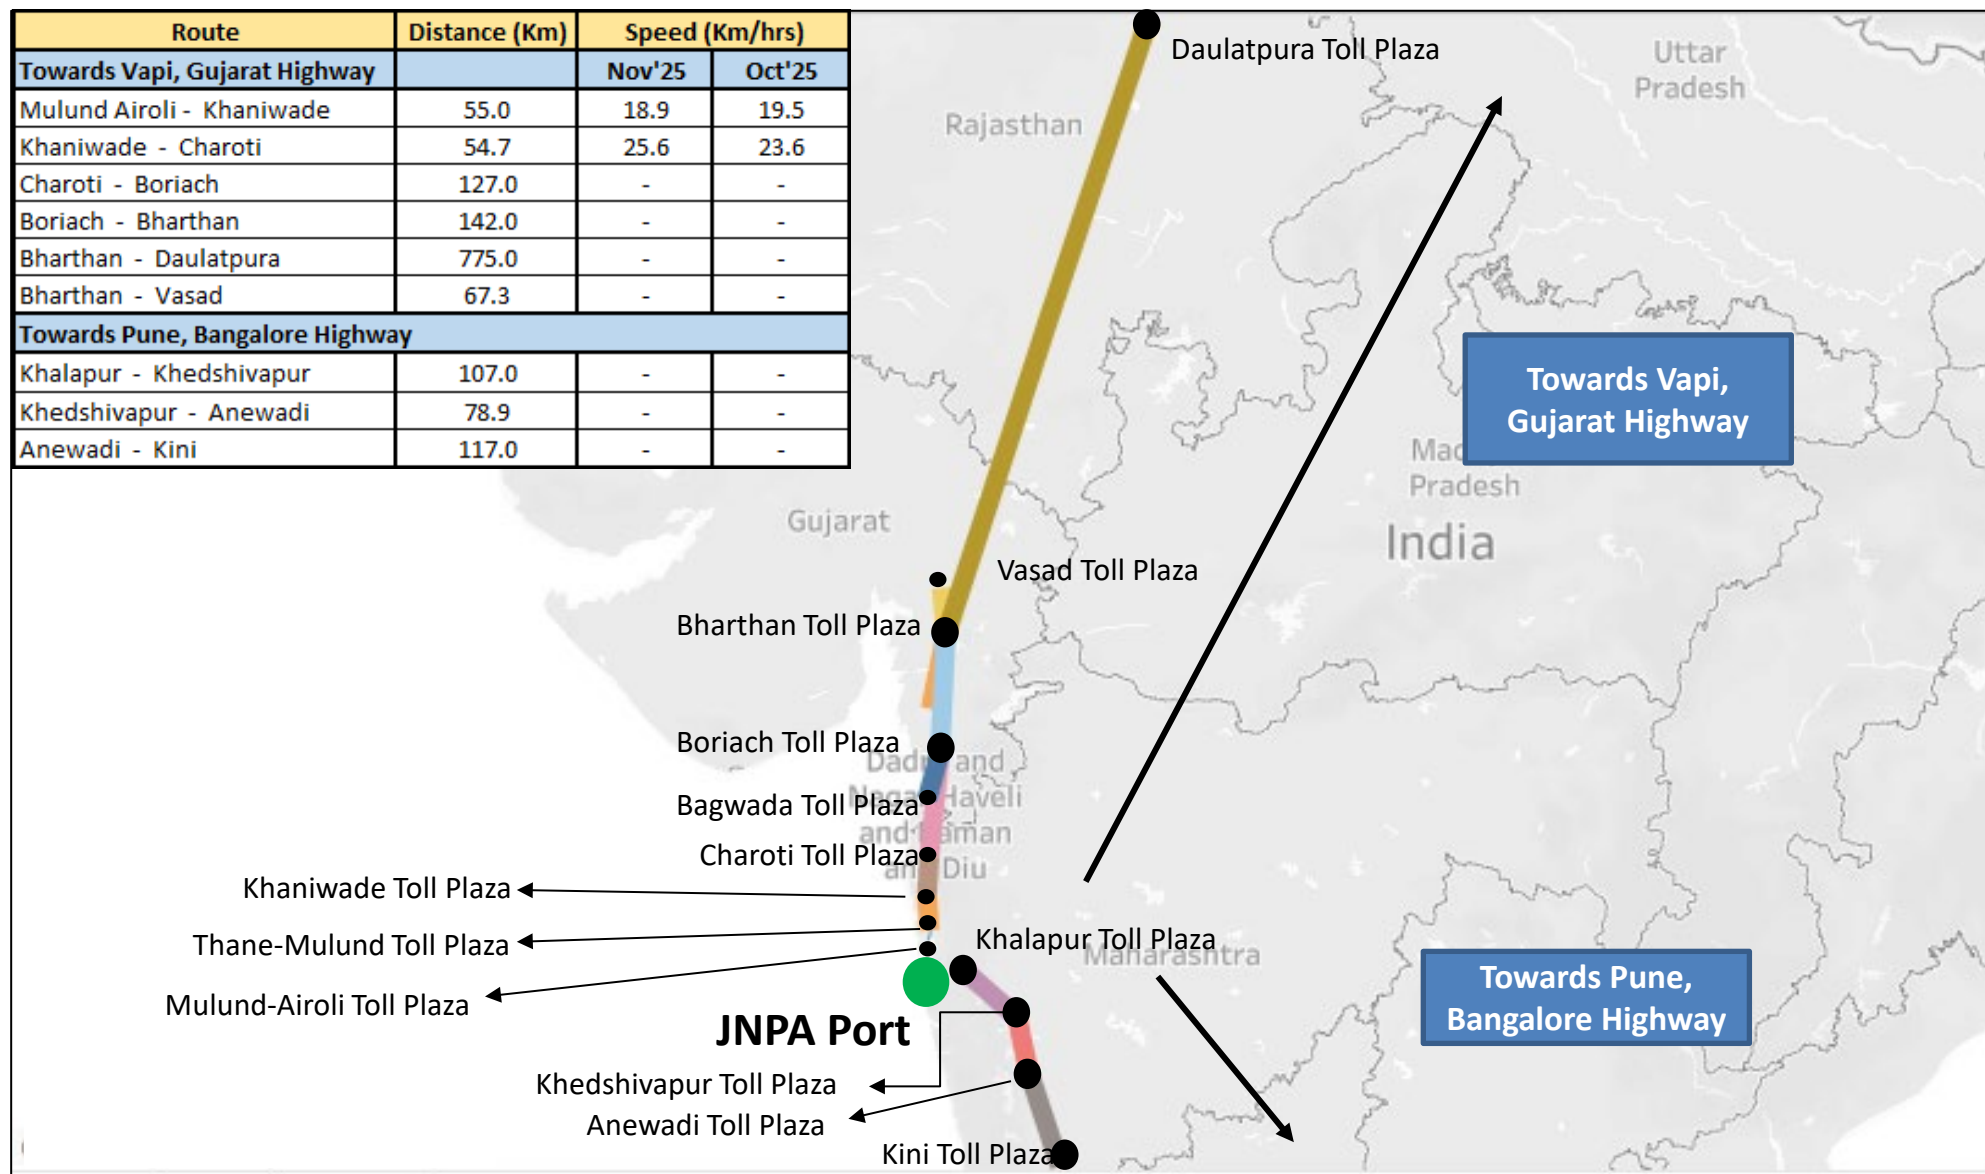 Route Distance (Km) Speed (Km/hrs)
Towards Vapi, Gujarat Highway Nov'25 Oct'25
Mulund Airoli - Khaniwade 55.0 18.9 19.5
Khaniwade - Charoti 54.7 25.6 23.6
Charoti - Boriach 127.0 - -
Boriach - Bharthan 142.0 - -
Bharthan - Daulatpura 775.0 - -
Bharthan - Vasad 67.3 - -
Towards Pune, Bangalore Highway
Khalapur - Khedshivapur 107.0 - -
Khedshivapur - Anewadi 78.9 - -
Anewadi - Kini 117.0 - -
Daulatpura Toll Plaza
Uttar
Pradesh
Rajasthan
Towards Vapi,
Gujarat Highway
Pradesh
Gujarat
India
Vasad Toll Plaza
Bharthan Toll Plaza
Boriach Toll Plaza
and
Bagwada Toll Plaza
Haveli
and
Charoti Toll Plaza
Diu
Khaniwade Toll Plaza
Thane-Mulund Toll Plaza
Khalapur Toll Plaza
Maharashtra
Mulund-Airoli Toll Plaza
Towards Pune,
Bangalore Highway
JNPA Port
Khedshivapur Toll Plaza
Anewadi Toll Plaza
Kini Toll Plaza